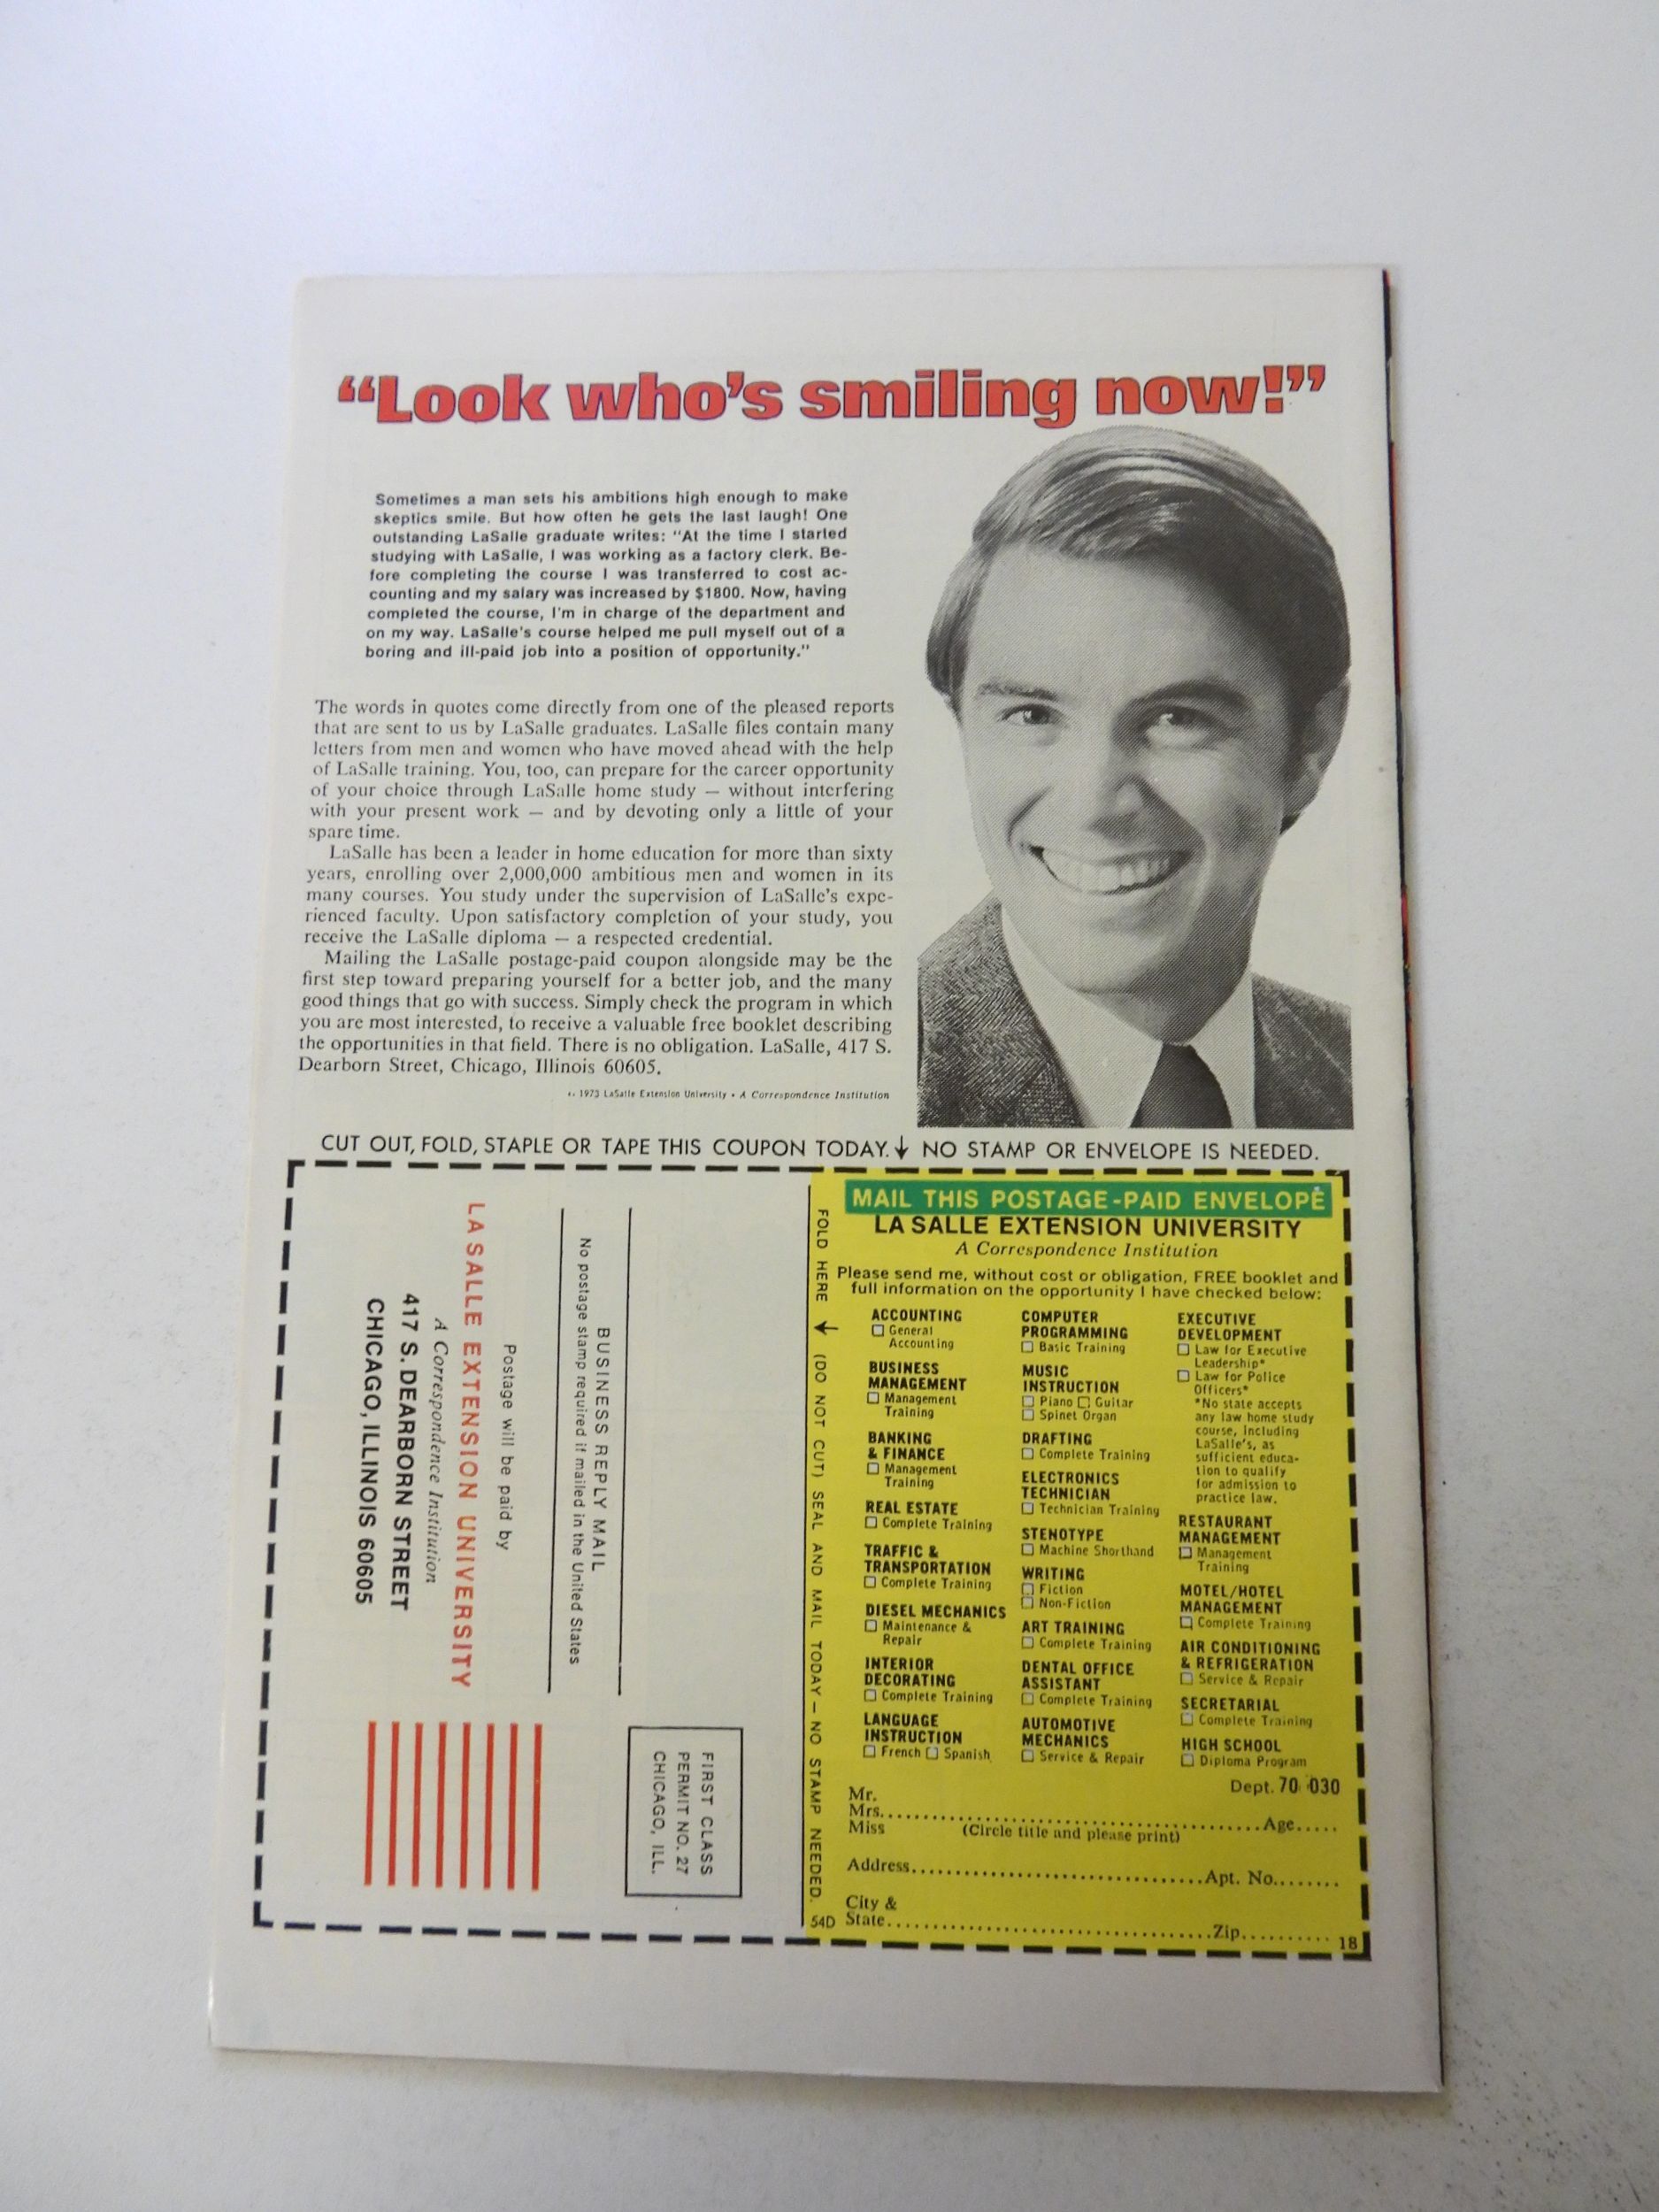 “Look who’s smiling now!”
Sometimes a man sets his ambitions high enough to make
skeptics smile. But how often he gets the last laugh! One
outstanding LaSalle graduate writes: “At the time I started
studying with LaSalle, I was working as a factory clerk. Be-
fore completing the course I was transferred to cost ac-
counting and my salary was increased by $1800. Now, having
completed the course, I’m in charge of the department and
on my way. LaSalle’s course helped me pull myself out of a
boring and ill-paid job into a position of opportunity.”
The words in quotes come directly from one of the pleased reports
that are sent to us by LaSalle graduates. LaSalle files contain many
letters from men and women who have moved ahead with the help
of LaSalle training. You, too, can prepare for the career opportunity
of your choice through LaSalle home study — without interfering
with your present work — and by devoting only a little of your
spare time.
LaSalle has been a leader in home education for more than sixty
years, enrolling over 2,000,000 ambitious men and women in its
many courses. You study under the supervision of LaSalle’s expe-
rienced faculty. Upon satisfactory completion of your study, you
receive the LaSalle diploma — a respected credential.
Mailing the LaSalle postage-paid coupon alongside may be the
first step toward preparing yourself for a better job, and the many
good things that go with success. Simply check the program in which
you are most interested, to receive a valuable free booklet describing
the opportunities in that field. There is no obligation. LaSalle, 417 S.
Dearborn Street, Chicago, Illinois 60605.
© 1973 LaSalle Extension University • A Correspondence Institution
CUT OUT, FOLD, STAPLE OR TAPE THIS COUPON TODAY. ↓ NO STAMP OR ENVELOPE IS NEEDED.
FIRST CLASS
PERMIT NO. 27
CHICAGO, ILL.
BUSINESS REPLY MAIL
No postage stamp required if mailed in the United States
Postage will be paid by
LA SALLE EXTENSION UNIVERSITY
A Correspondence Institution
417 S. DEARBORN STREET
CHICAGO, ILLINOIS 60605
FOLD HERE ↓ (DO NOT CUT) SEAL AND MAIL TODAY — NO STAMP NEEDED.
MAIL THIS POSTAGE-PAID ENVELOPE
LA SALLE EXTENSION UNIVERSITY
A Correspondence Institution
Please send me, without cost or obligation, FREE booklet and
full information on the opportunity I have checked below:
ACCOUNTING
☐ General
Accounting
BUSINESS
MANAGEMENT
☐ Management
Training
BANKING
& FINANCE
☐ Management
Training
REAL ESTATE
☐ Complete Training
TRAFFIC &
TRANSPORTATION
☐ Complete Training
DIESEL MECHANICS
☐ Maintenance &
Repair
INTERIOR
DECORATING
☐ Complete Training
LANGUAGE
INSTRUCTION
☐ French ☐ Spanish
COMPUTER
PROGRAMMING
☐ Basic Training
MUSIC
INSTRUCTION
☐ Piano ☐ Guitar
☐ Spinet Organ
DRAFTING
☐ Complete Training
ELECTRONICS
TECHNICIAN
☐ Technician Training
STENOTYPE
☐ Machine Shorthand
WRITING
☐ Fiction
☐ Non-Fiction
ART TRAINING
☐ Complete Training
DENTAL OFFICE
ASSISTANT
☐ Complete Training
AUTOMOTIVE
MECHANICS
☐ Service & Repair
EXECUTIVE
DEVELOPMENT
☐ Law for Executive
Leadership*
☐ Law for Police
Officers*
*No state accepts
any law home study
course, including
LaSalle’s, as
sufficient educa-
tion to qualify
for admission to
practice law.
RESTAURANT
MANAGEMENT
☐ Management
Training
MOTEL/HOTEL
MANAGEMENT
☐ Complete Training
AIR CONDITIONING
& REFRIGERATION
☐ Service & Repair
SECRETARIAL
☐ Complete Training
HIGH SCHOOL
☐ Diploma Program
Dept. 70 030
Mr.
Mrs. Age
Miss (Circle title and please print)
Address Apt. No.
City &
State Zip
54D
18